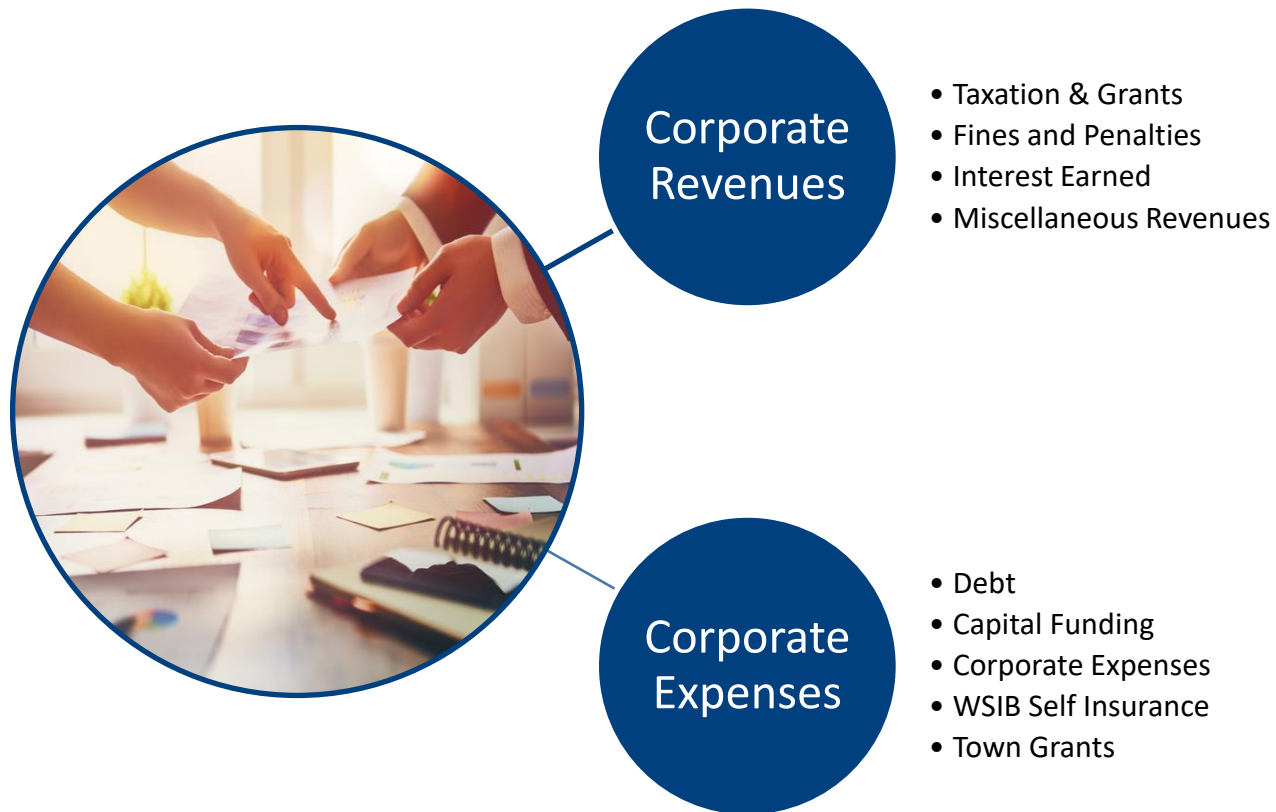 Corporate
Revenues
• Taxation & Grants
• Fines and Penalties
• Interest Earned
• Miscellaneous Revenues
Corporate
Expenses
• Debt
• Capital Funding
• Corporate Expenses
• WSIB Self Insurance
• Town Grants